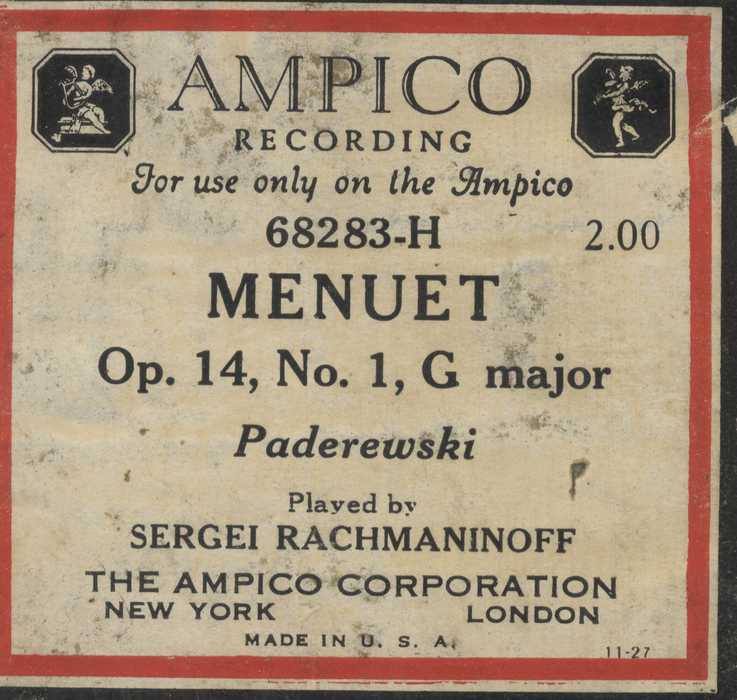 AMPICO
RECORDING
For use only on the Ampico
68283-H 2.00
MENUET
Op. 14, No. 1, G major
Paderewski
Played by
SERGEI RACHMANINOFF
THE AMPICO CORPORATION
NEW YORK LONDON
MADE IN U. S. A.
11-27